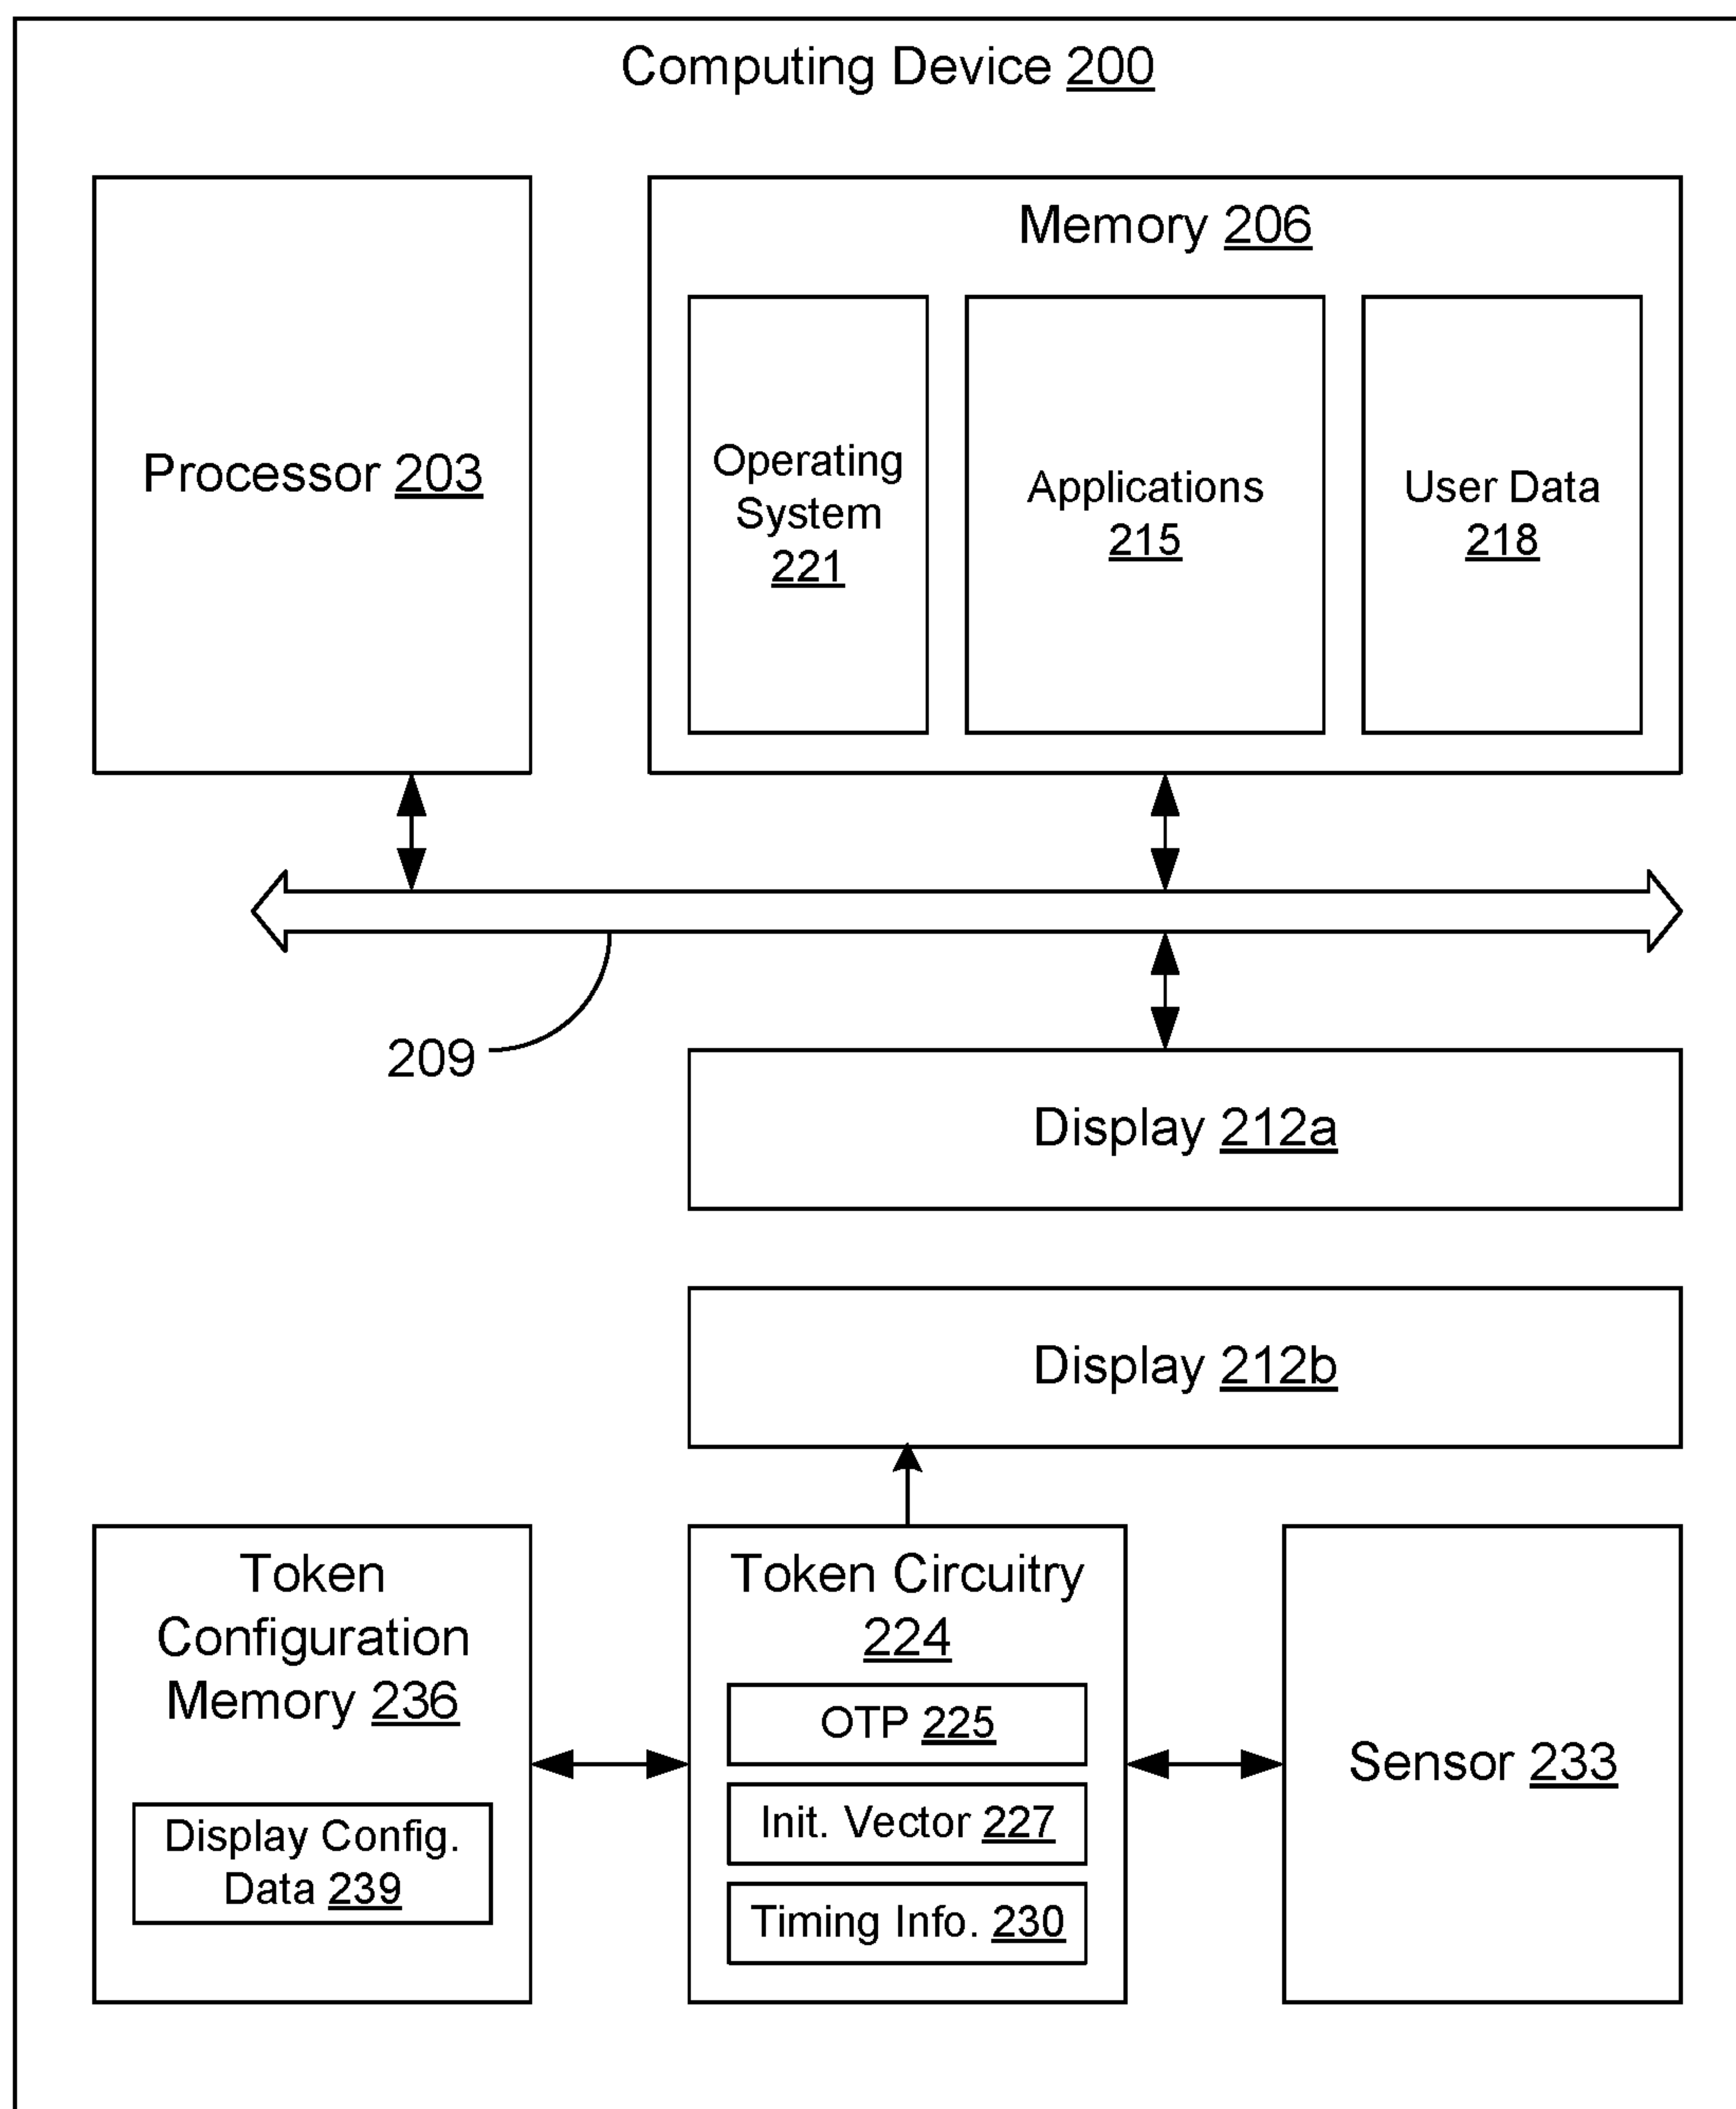 Computing Device 200
Processor 203
Memory 206
Operating
System
221
Applications
215
User Data
218
209
Display 212a
Display 212b
Token
Configuration
Memory 236
Display Config.
Data 239
Token Circuitry
224
OTP 225
Init. Vector 227
Timing Info. 230
Sensor 233